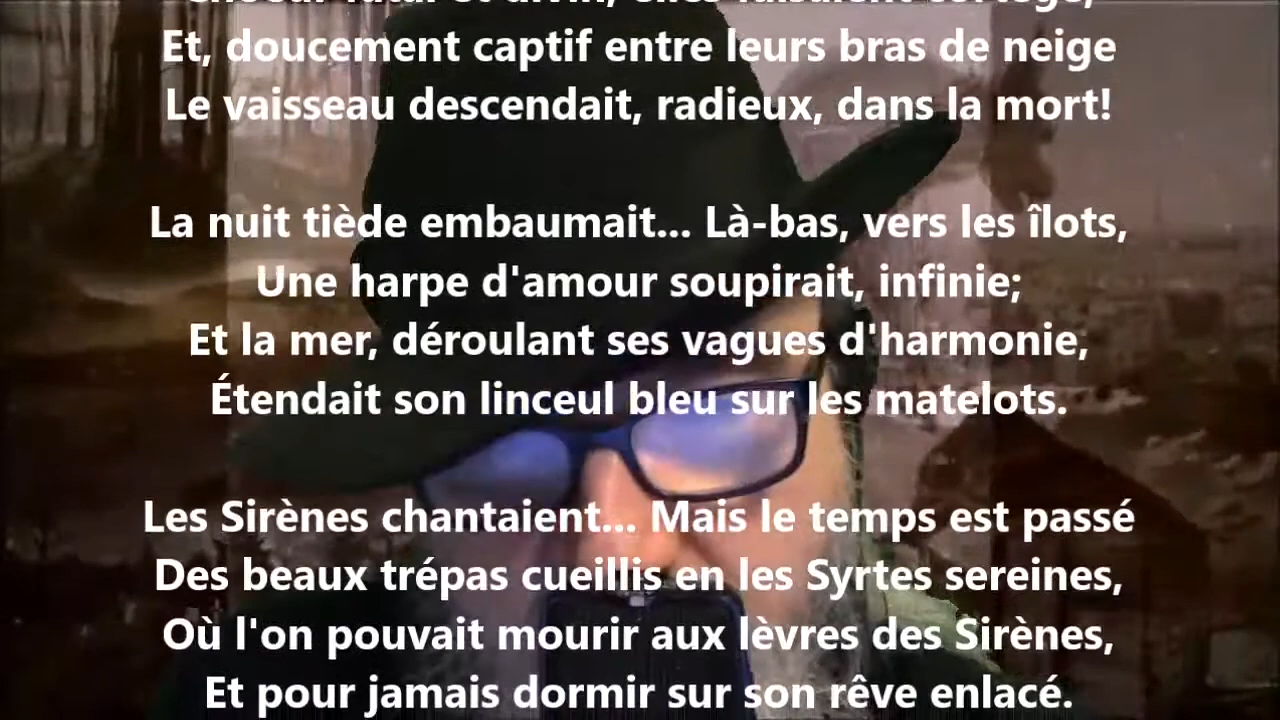 Et, doucement captif entre leurs bras de neige
Le vaisseau descendait, radieux, dans la mort!
La nuit tiède embaumait... Là-bas, vers les îlots,
Une harpe d'amour soupirait, infinie;
Et la mer, déroulant ses vagues d'harmonie,
Étendait son linceul bleu sur les matelots.
Les Sirènes chantaient... Mais le temps est passé
Des beaux trépas cueillis en les Syrtes sereines,
Où l'on pouvait mourir aux lèvres des Sirènes,
Et pour jamais dormir sur son rêve enlacé.